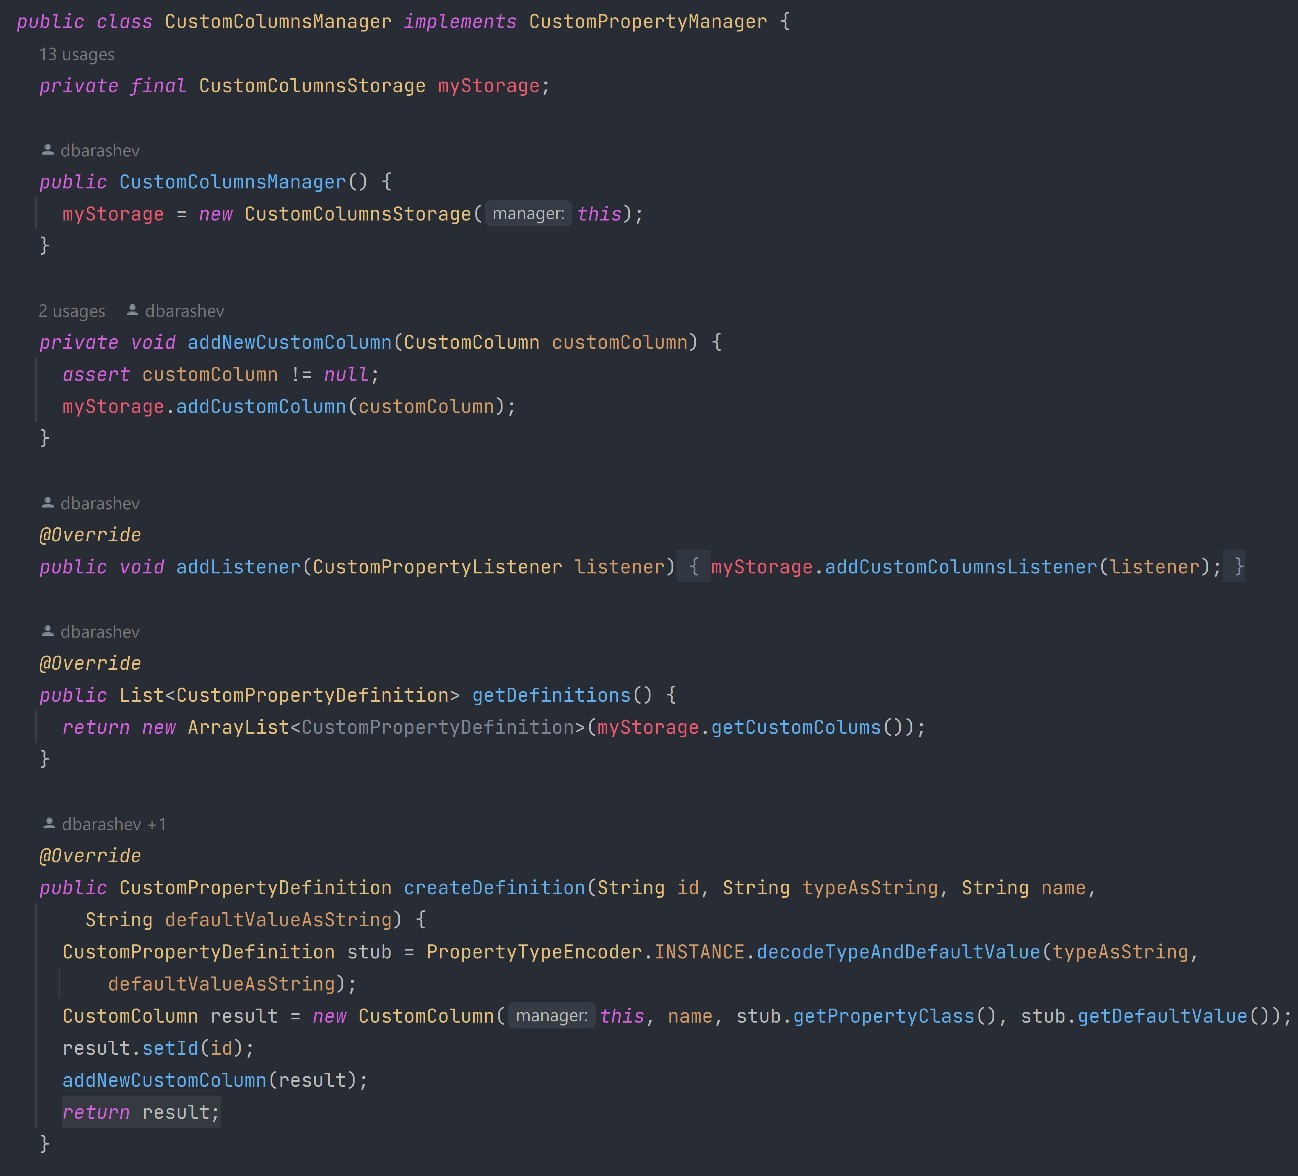 public class CustomColumnsManager implements CustomPropertyManager {
13 usages
private final CustomColumnsStorage myStorage;
dbarashev
public CustomColumnsManager() {
myStorage = new CustomColumnsStorage( manager: this);
}
2 usages dbarashev
private void addNewCustomColumn(CustomColumn customColumn) {
assert customColumn != null;
myStorage.addCustomColumn(customColumn);
}
dbarashev
@Override
public void addListener(CustomPropertyListener listener) { myStorage.addCustomColumnsListener(listener); }
dbarashev
@Override
public List<CustomPropertyDefinition> getDefinitions() {
return new ArrayList<CustomPropertyDefinition>(myStorage.getCustomColums());
}
dbarashev +1
@Override
public CustomPropertyDefinition createDefinition(String id, String typeAsString, String name,
String defaultValueAsString) {
CustomPropertyDefinition stub = PropertyTypeEncoder.INSTANCE.decodeTypeAndDefaultValue(typeAsString,
defaultValueAsString);
CustomColumn result = new CustomColumn( manager: this, name, stub.getPropertyClass(), stub.getDefaultValue());
result.setId(id);
addNewCustomColumn(result);
return result;
}